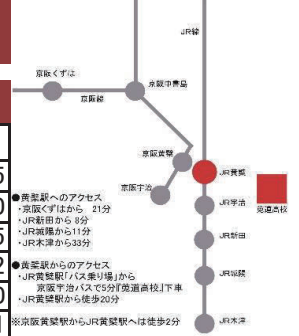 JR線
京阪くずは
京阪中書島
京阪線
京阪黄檗
JR黄檗
京阪宇治
JR宇治
莵道高校
JR新田
JR城陽
JR木津
●黄檗駅へのアクセス
・京阪くずはから 21分
・JR新田から 8分
・JR城陽から11分
・JR木津から33分
●黄檗駅からのアクセス
・JR黄檗駅「バス乗り場」から
京阪宇治バスで5分『莵道高校』下車
・JR黄檗駅から徒歩20分
※京阪黄檗駅からJR黄檗駅へは徒歩2分